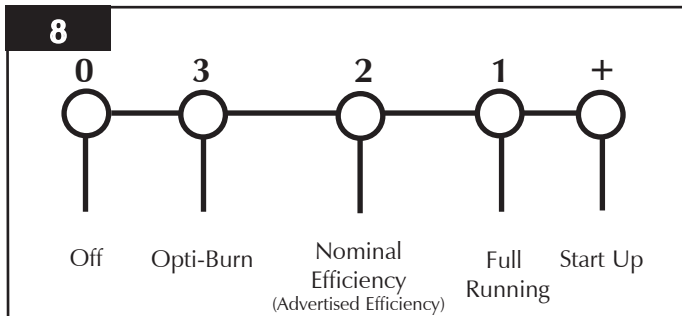 8
0 3 2 1 +
Off Opti-Burn Nominal Efficiency (Advertised Efficiency) Full Running Start Up